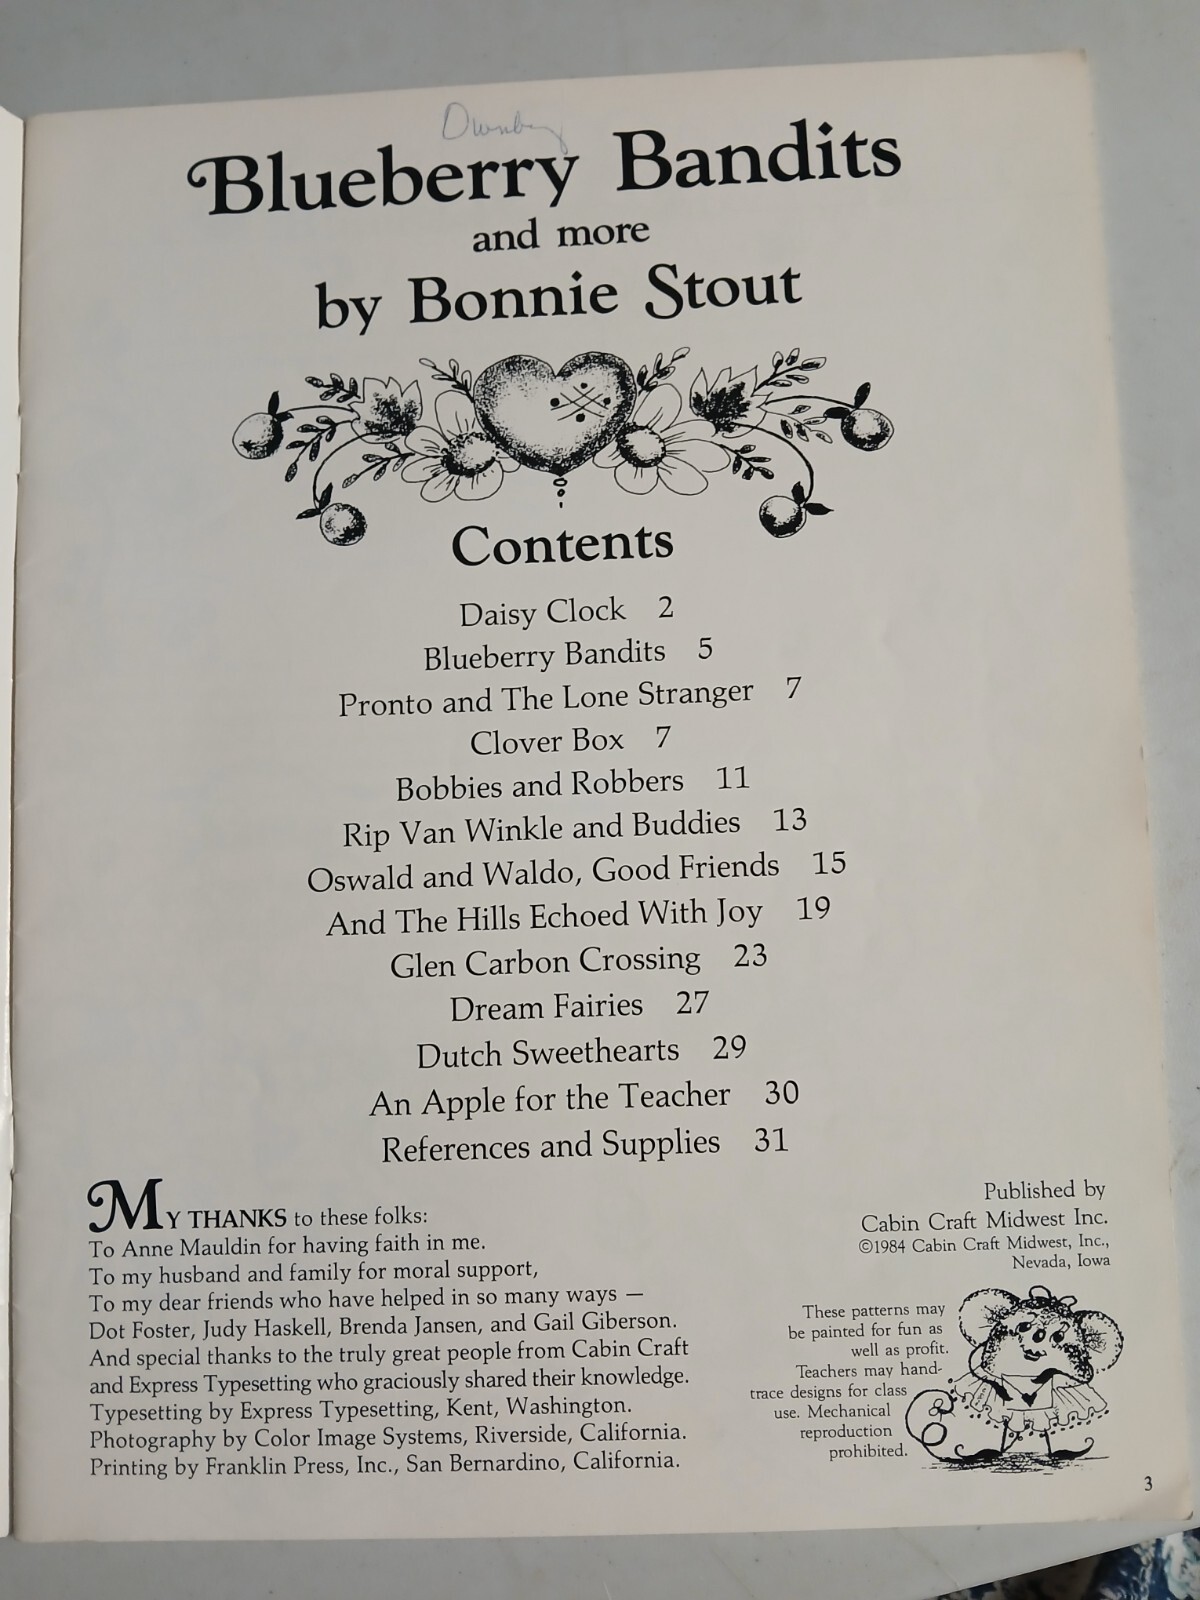 Blueberry Bandits
and more
by Bonnie Stout
Contents
Daisy Clock 2
Blueberry Bandits 5
Pronto and The Lone Stranger 7
Clover Box 7
Bobbies and Robbers 11
Rip Van Winkle and Buddies 13
Oswald and Waldo, Good Friends 15
And The Hills Echoed With Joy 19
Glen Carbon Crossing 23
Dream Fairies 27
Dutch Sweethearts 29
An Apple for the Teacher 30
References and Supplies 31
MY THANKS to these folks:
To Anne Mauldin for having faith in me.
To my husband and family for moral support,
To my dear friends who have helped in so many ways —
Dot Foster, Judy Haskell, Brenda Jansen, and Gail Giberson.
And special thanks to the truly great people from Cabin Craft
and Express Typesetting who graciously shared their knowledge.
Typesetting by Express Typesetting, Kent, Washington.
Photography by Color Image Systems, Riverside, California.
Printing by Franklin Press, Inc., San Bernardino, California.
Published by
Cabin Craft Midwest Inc.
©1984 Cabin Craft Midwest, Inc.,
Nevada, Iowa
These patterns may
be painted for fun as
well as profit.
Teachers may hand-
trace designs for class
use. Mechanical
reproduction
prohibited.
3